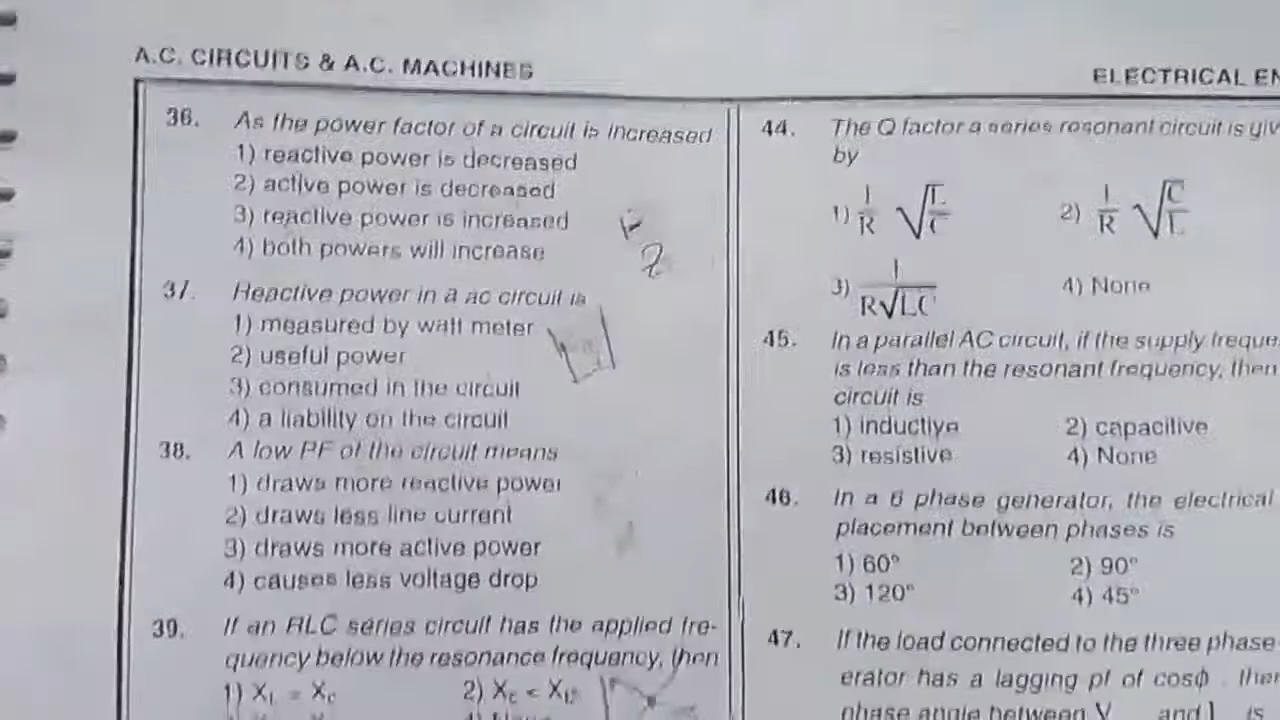 A.C. CIRCUITS & A.C. MACHINES
ELECTRICAL EN
36. As the power factor of a circuit is increased
1) reactive power is decreased
2) active power is decreased
3) reactive power is increased
4) both powers will increase
37. Reactive power in a ac circuit is
1) measured by watt meter
2) useful power
3) consumed in the circuit
4) a liability on the circuit
38. A low PF of the circuit means
1) draws more reactive power
2) draws less line current
3) draws more active power
4) causes less voltage drop
39. If an RLC series circuit has the applied fre-
quency below the resonance frequency, then
1) X_L = X_C 2) X_C < X_L
44. The Q factor a series resonant circuit is giv
by
1) 1/R √(L/C) 2) 1/R √(C/L)
3) 1/(R√LC) 4) None
45. In a parallel AC circuit, if the supply freque
is less than the resonant frequency, then
circuit is
1) inductive 2) capacitive
3) resistive 4) None
46. In a 6 phase generator, the electrical
placement between phases is
1) 60° 2) 90°
3) 120° 4) 45°
47. If the load connected to the three phase
erator has a lagging pf of cosϕ, then
phase angle between V and I is